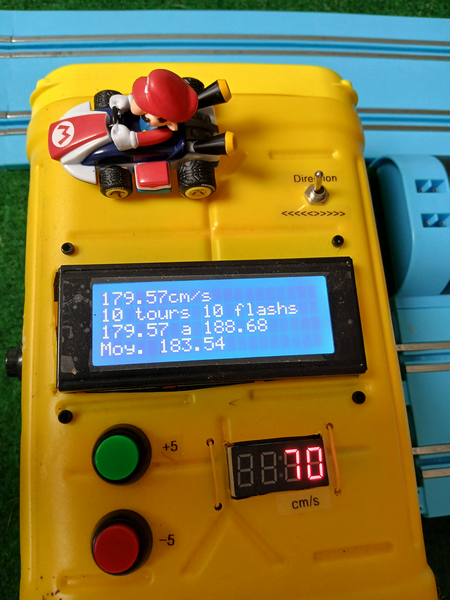 M
Direction
<<<<<<>>>>>>
179.57cm/s
10 tours 10 flashs
179.57 a 188.68
Moy. 183.54
+5
70
cm/s
-5